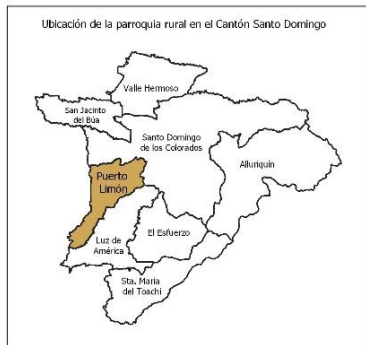 Ubicación de la parroquia rural en el Cantón Santo Domingo
Valle Hermoso
San Jacinto
del Búa
Santo Domingo
de los Colorados
Alluriquín
Puerto
Limón
El Esfuerzo
Luz de
América
Sta. Maria
del Toachi